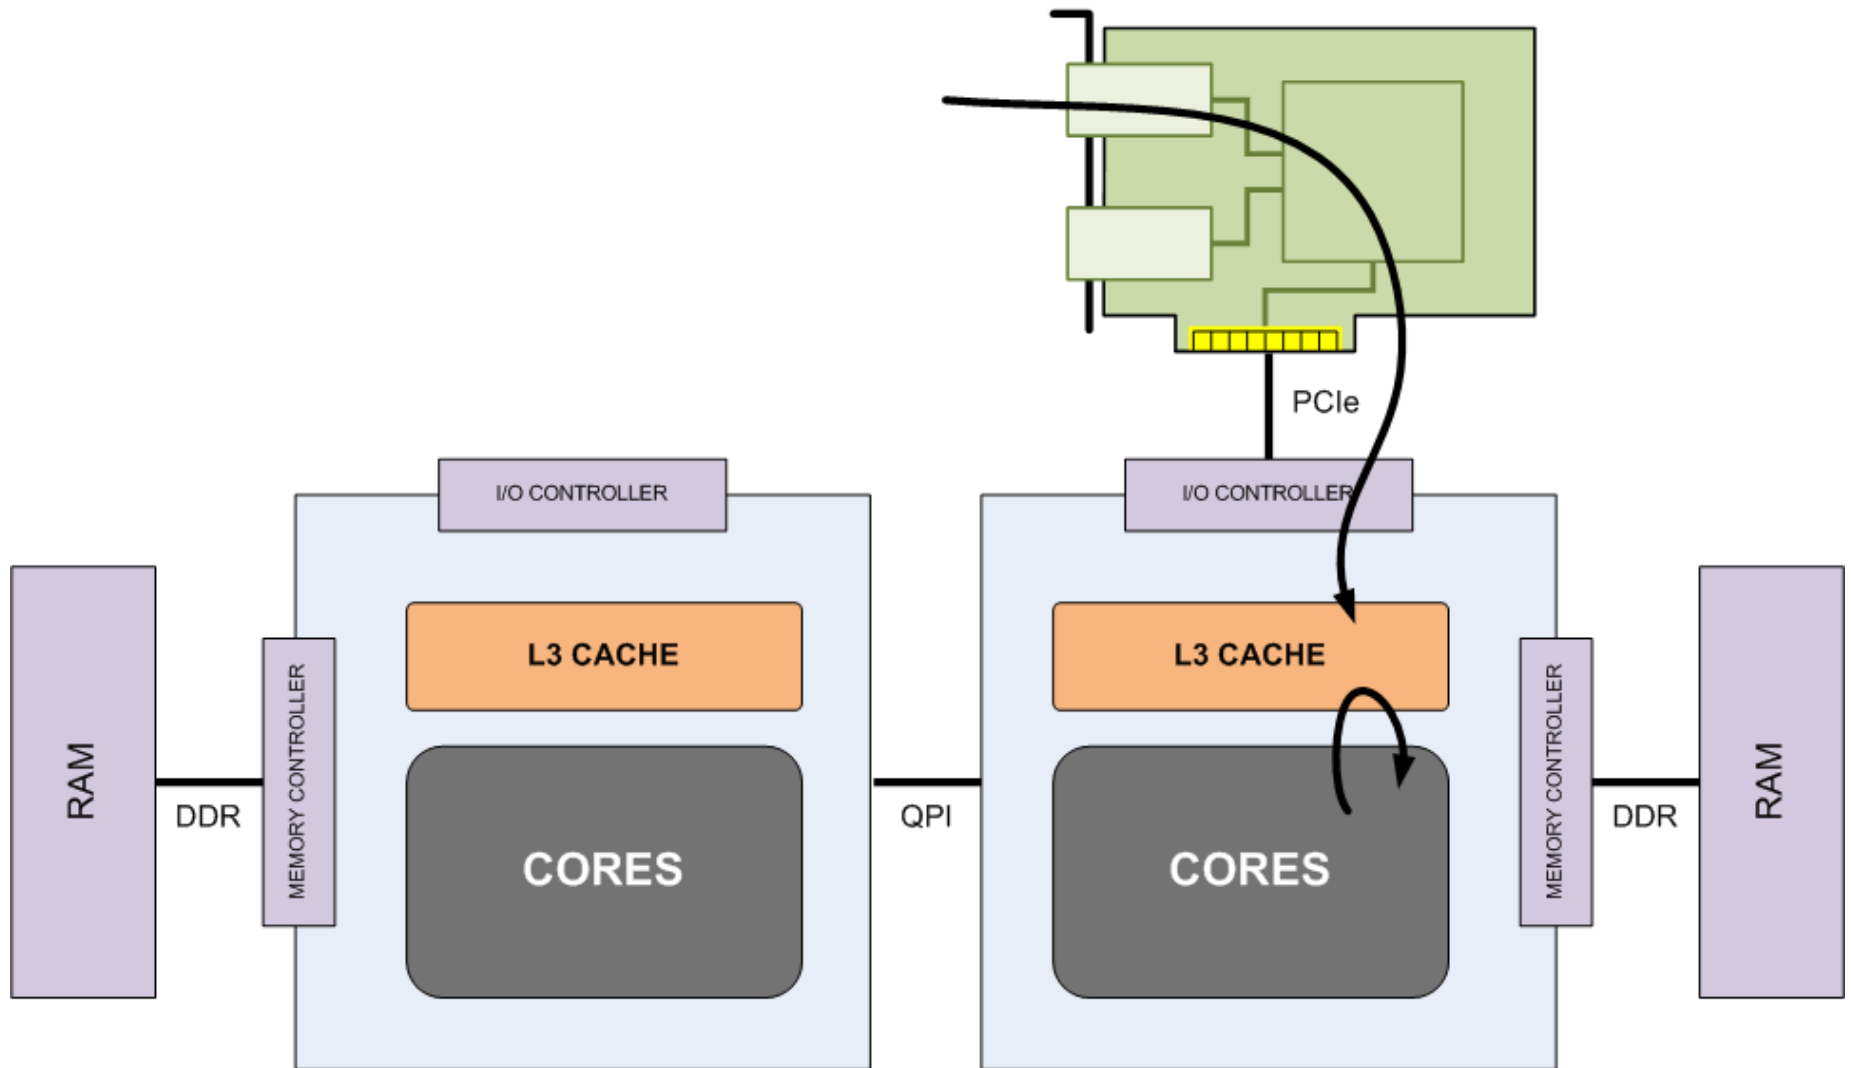 PCIe
I/O CONTROLLER
I/O CONTROLLER
L3 CACHE
L3 CACHE
RAM
DDR
MEMORY CONTROLLER
CORES
QPI
CORES
MEMORY CONTROLLER
DDR
RAM